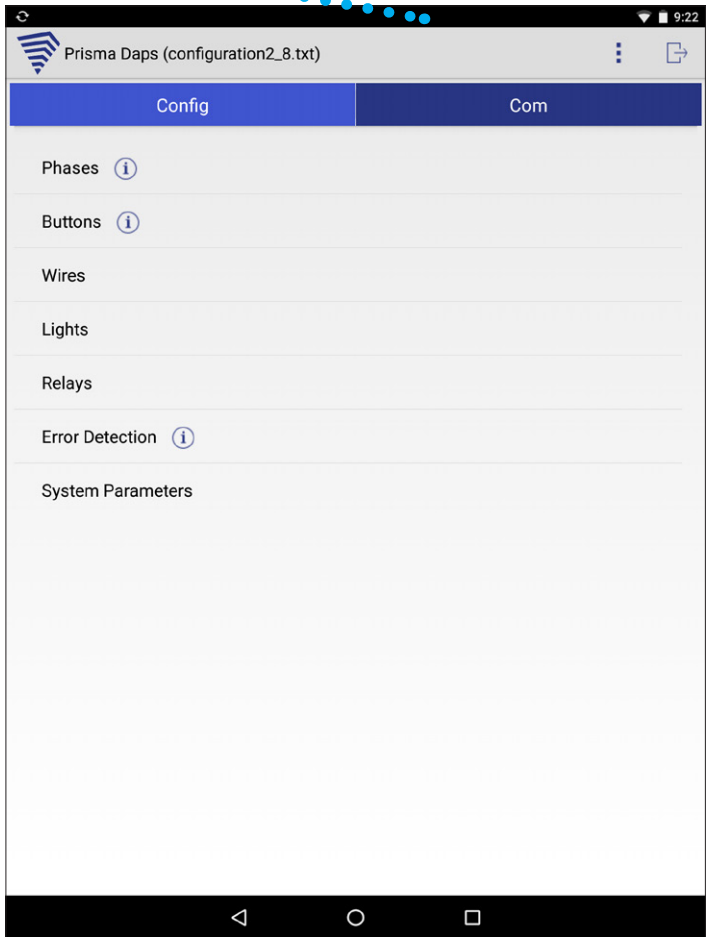 9:22
Prisma Daps (configuration2_8.txt)
Config Com
Phases i
Buttons i
Wires
Lights
Relays
Error Detection i
System Parameters